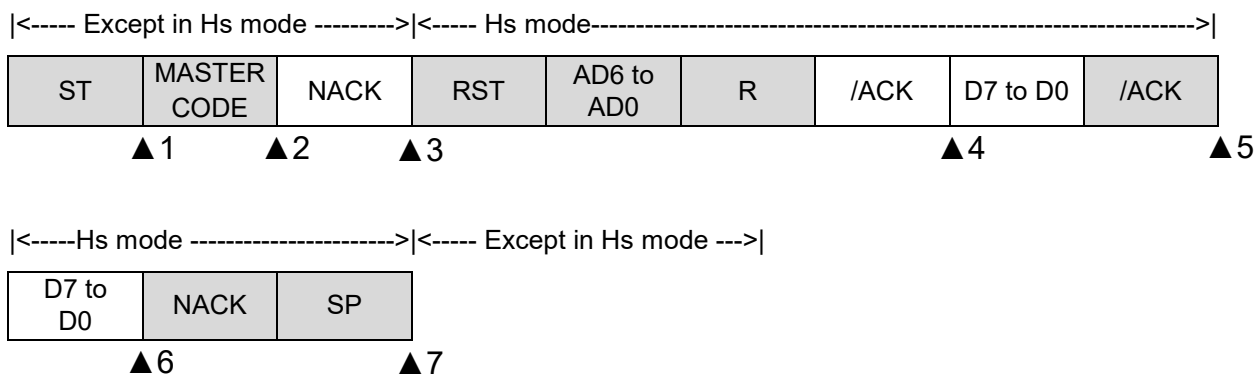 |<----- Except in Hs mode --------->|<----- Hs mode------------------------------------------------------------------------------------->|
ST
MASTER
CODE
NACK
RST
AD6 to
AD0
R
/ACK
D7 to D0
/ACK
▲1
▲2
▲3
▲4
▲5
|<-----Hs mode ----------------------->|<----- Except in Hs mode --->|
D7 to
D0
NACK
SP
▲6
▲7